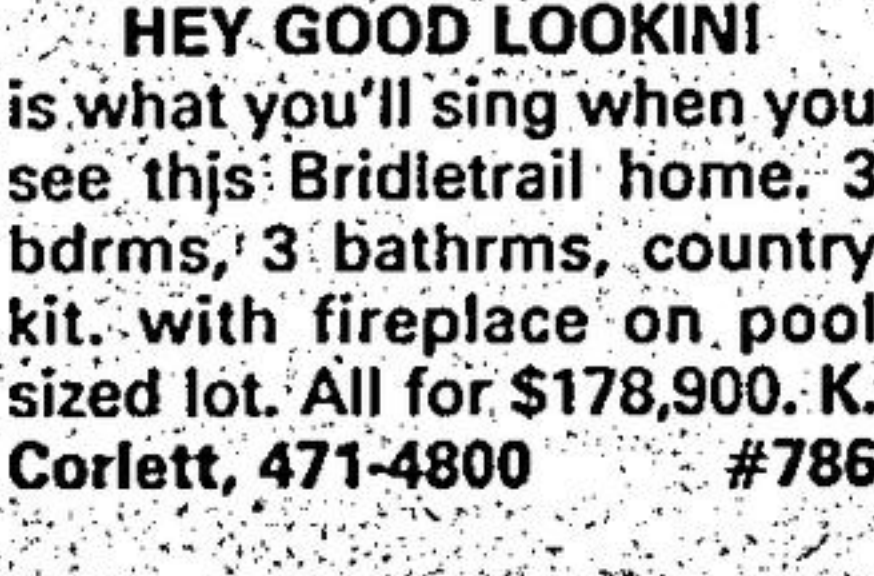 HEY GOOD LOOKIN!
is what you'll sing when you
see this Bridletrail home. 3
bdrms, 3 bathrms, country
kit. with fireplace on pool
sized lot. All for $178,900. K.
Corlett, 471-4800 #786